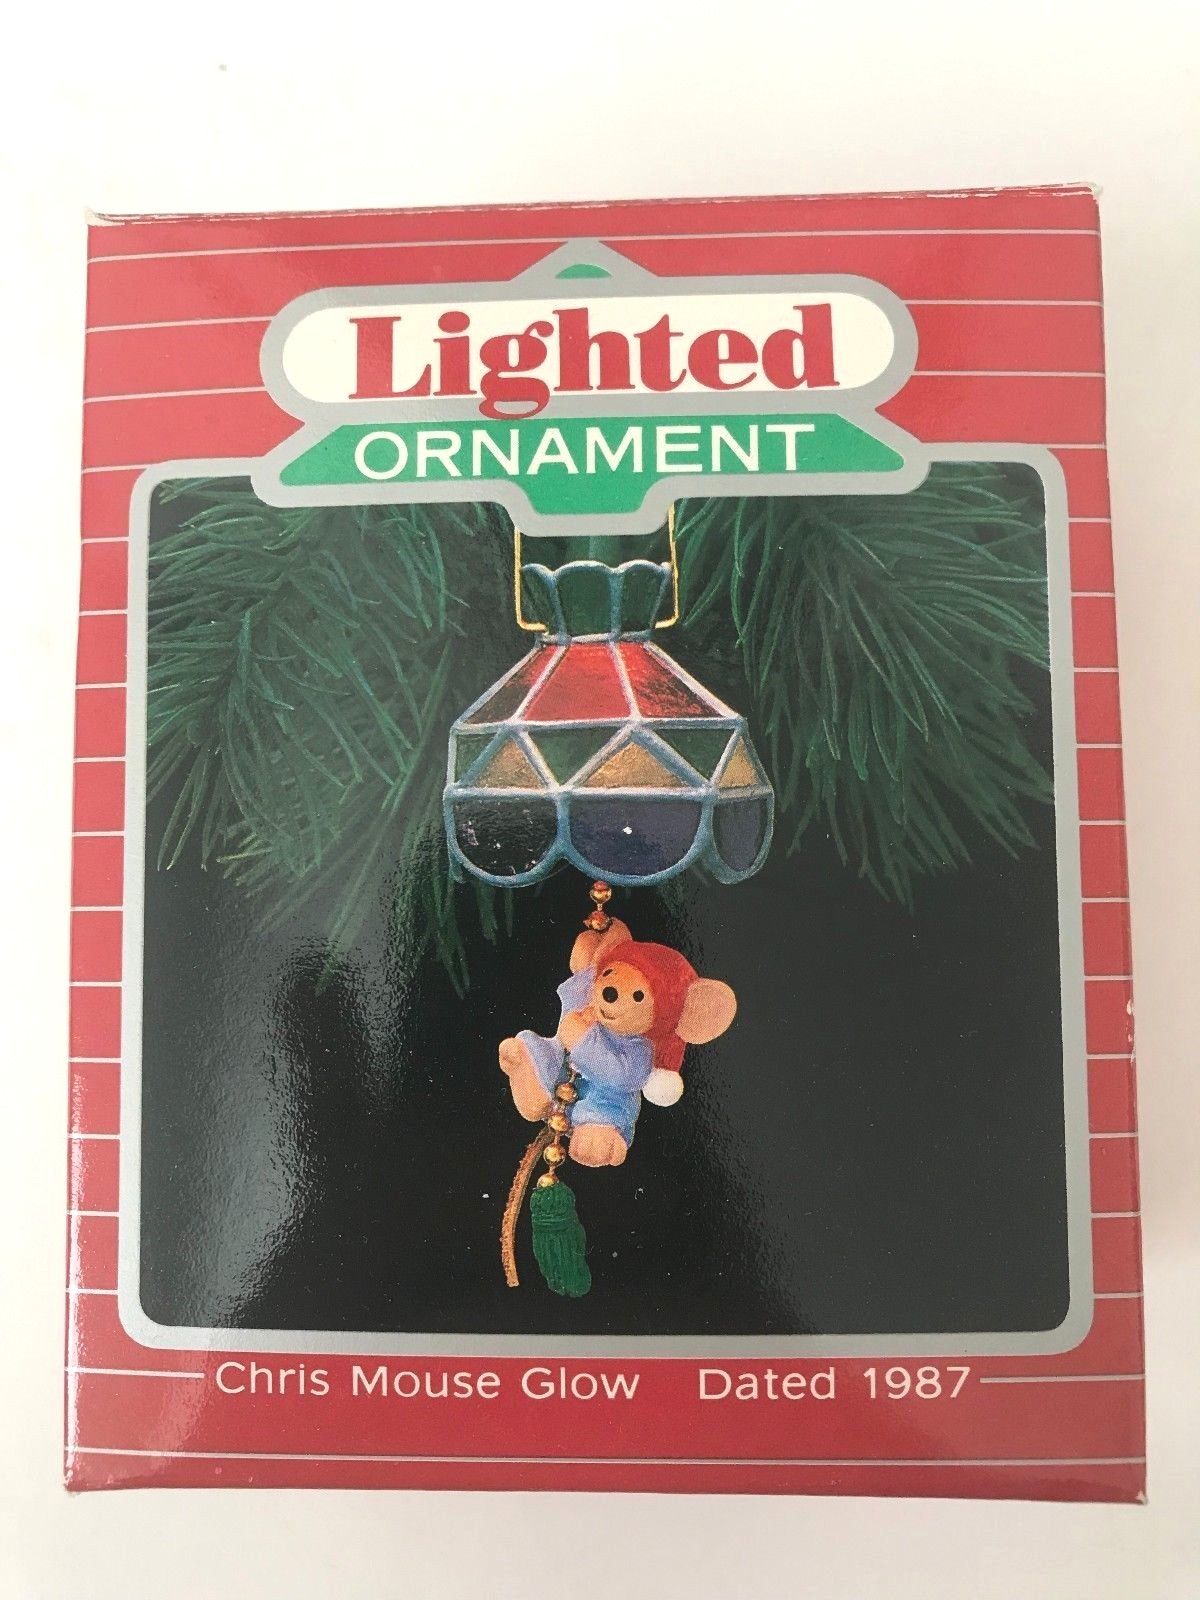 Lighted
ORNAMENT
Chris Mouse Glow Dated 1987